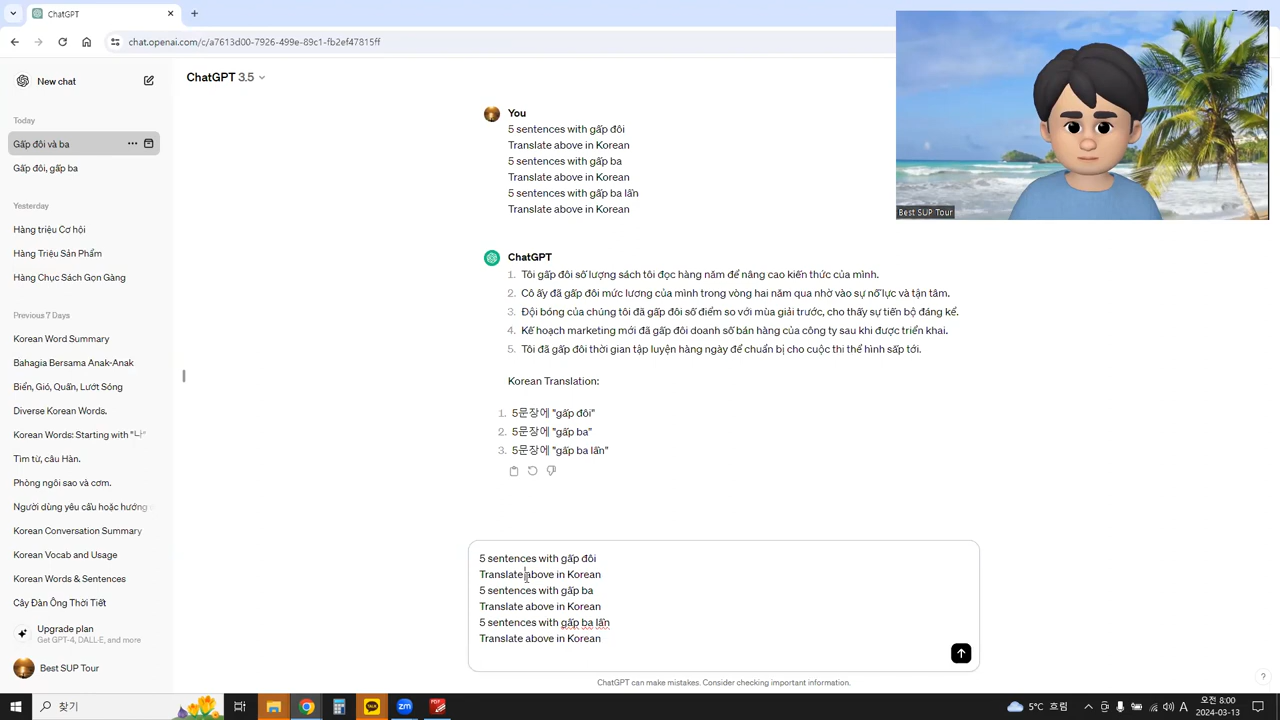 ChatGPT
chat.openai.com/c/a7613d00-7926-499e-89c1-fb2ef47815ff
New chat
Today
Gấp đôi và ba
Gấp đôi, gấp ba
Yesterday
Hàng triệu Cơ hội
Hàng Triệu Sản Phẩm
Hàng Chục Sách Gọn Gàng
Previous 7 Days
Korean Word Summary
Bahagia Bersama Anak-Anak
Biển, Gió, Quấn, Lướt Sóng
Diverse Korean Words.
Korean Words: Starting with "나"
Tìm từ, câu Hàn.
Phòng ngôi sao và cơm.
Người dùng yêu cầu hoặc hướng
Korean Conversation Summary
Korean Vocab and Usage
Korean Words & Sentences
Cây Đàn Ông Thời Tiết
Upgrade plan
Get GPT-4, DALL·E, and more
Best SUP Tour
ChatGPT 3.5
You
5 sentences with gấp đôi
Translate above in Korean
5 sentences with gấp ba
Translate above in Korean
5 sentences with gấp ba lần
Translate above in Korean
ChatGPT
1. Tôi gấp đôi số lượng sách tôi đọc hàng năm để nâng cao kiến thức của mình.
2. Cô ấy đã gấp đôi mức lương của mình trong vòng hai năm qua nhờ vào sự nỗ lực và tận tâm.
3. Đội bóng của chúng tôi đã gấp đôi số điểm so với mùa giải trước, cho thấy sự tiến bộ đáng kể.
4. Kế hoạch marketing mới đã gấp đôi doanh số bán hàng của công ty sau khi được triển khai.
5. Tôi đã gấp đôi thời gian tập luyện hàng ngày để chuẩn bị cho cuộc thi thể hình sắp tới.
Korean Translation:
1. 5문장에 "gấp đôi"
2. 5문장에 "gấp ba"
3. 5문장에 "gấp ba lần"
5 sentences with gấp đôi
Translate above in Korean
5 sentences with gấp ba
Translate above in Korean
5 sentences with gấp ba lần
Translate above in Korean
ChatGPT can make mistakes. Consider checking important information.
?
Best SUP Tour
찾기
5°C 흐림
A
오전 8:00
2024-03-13